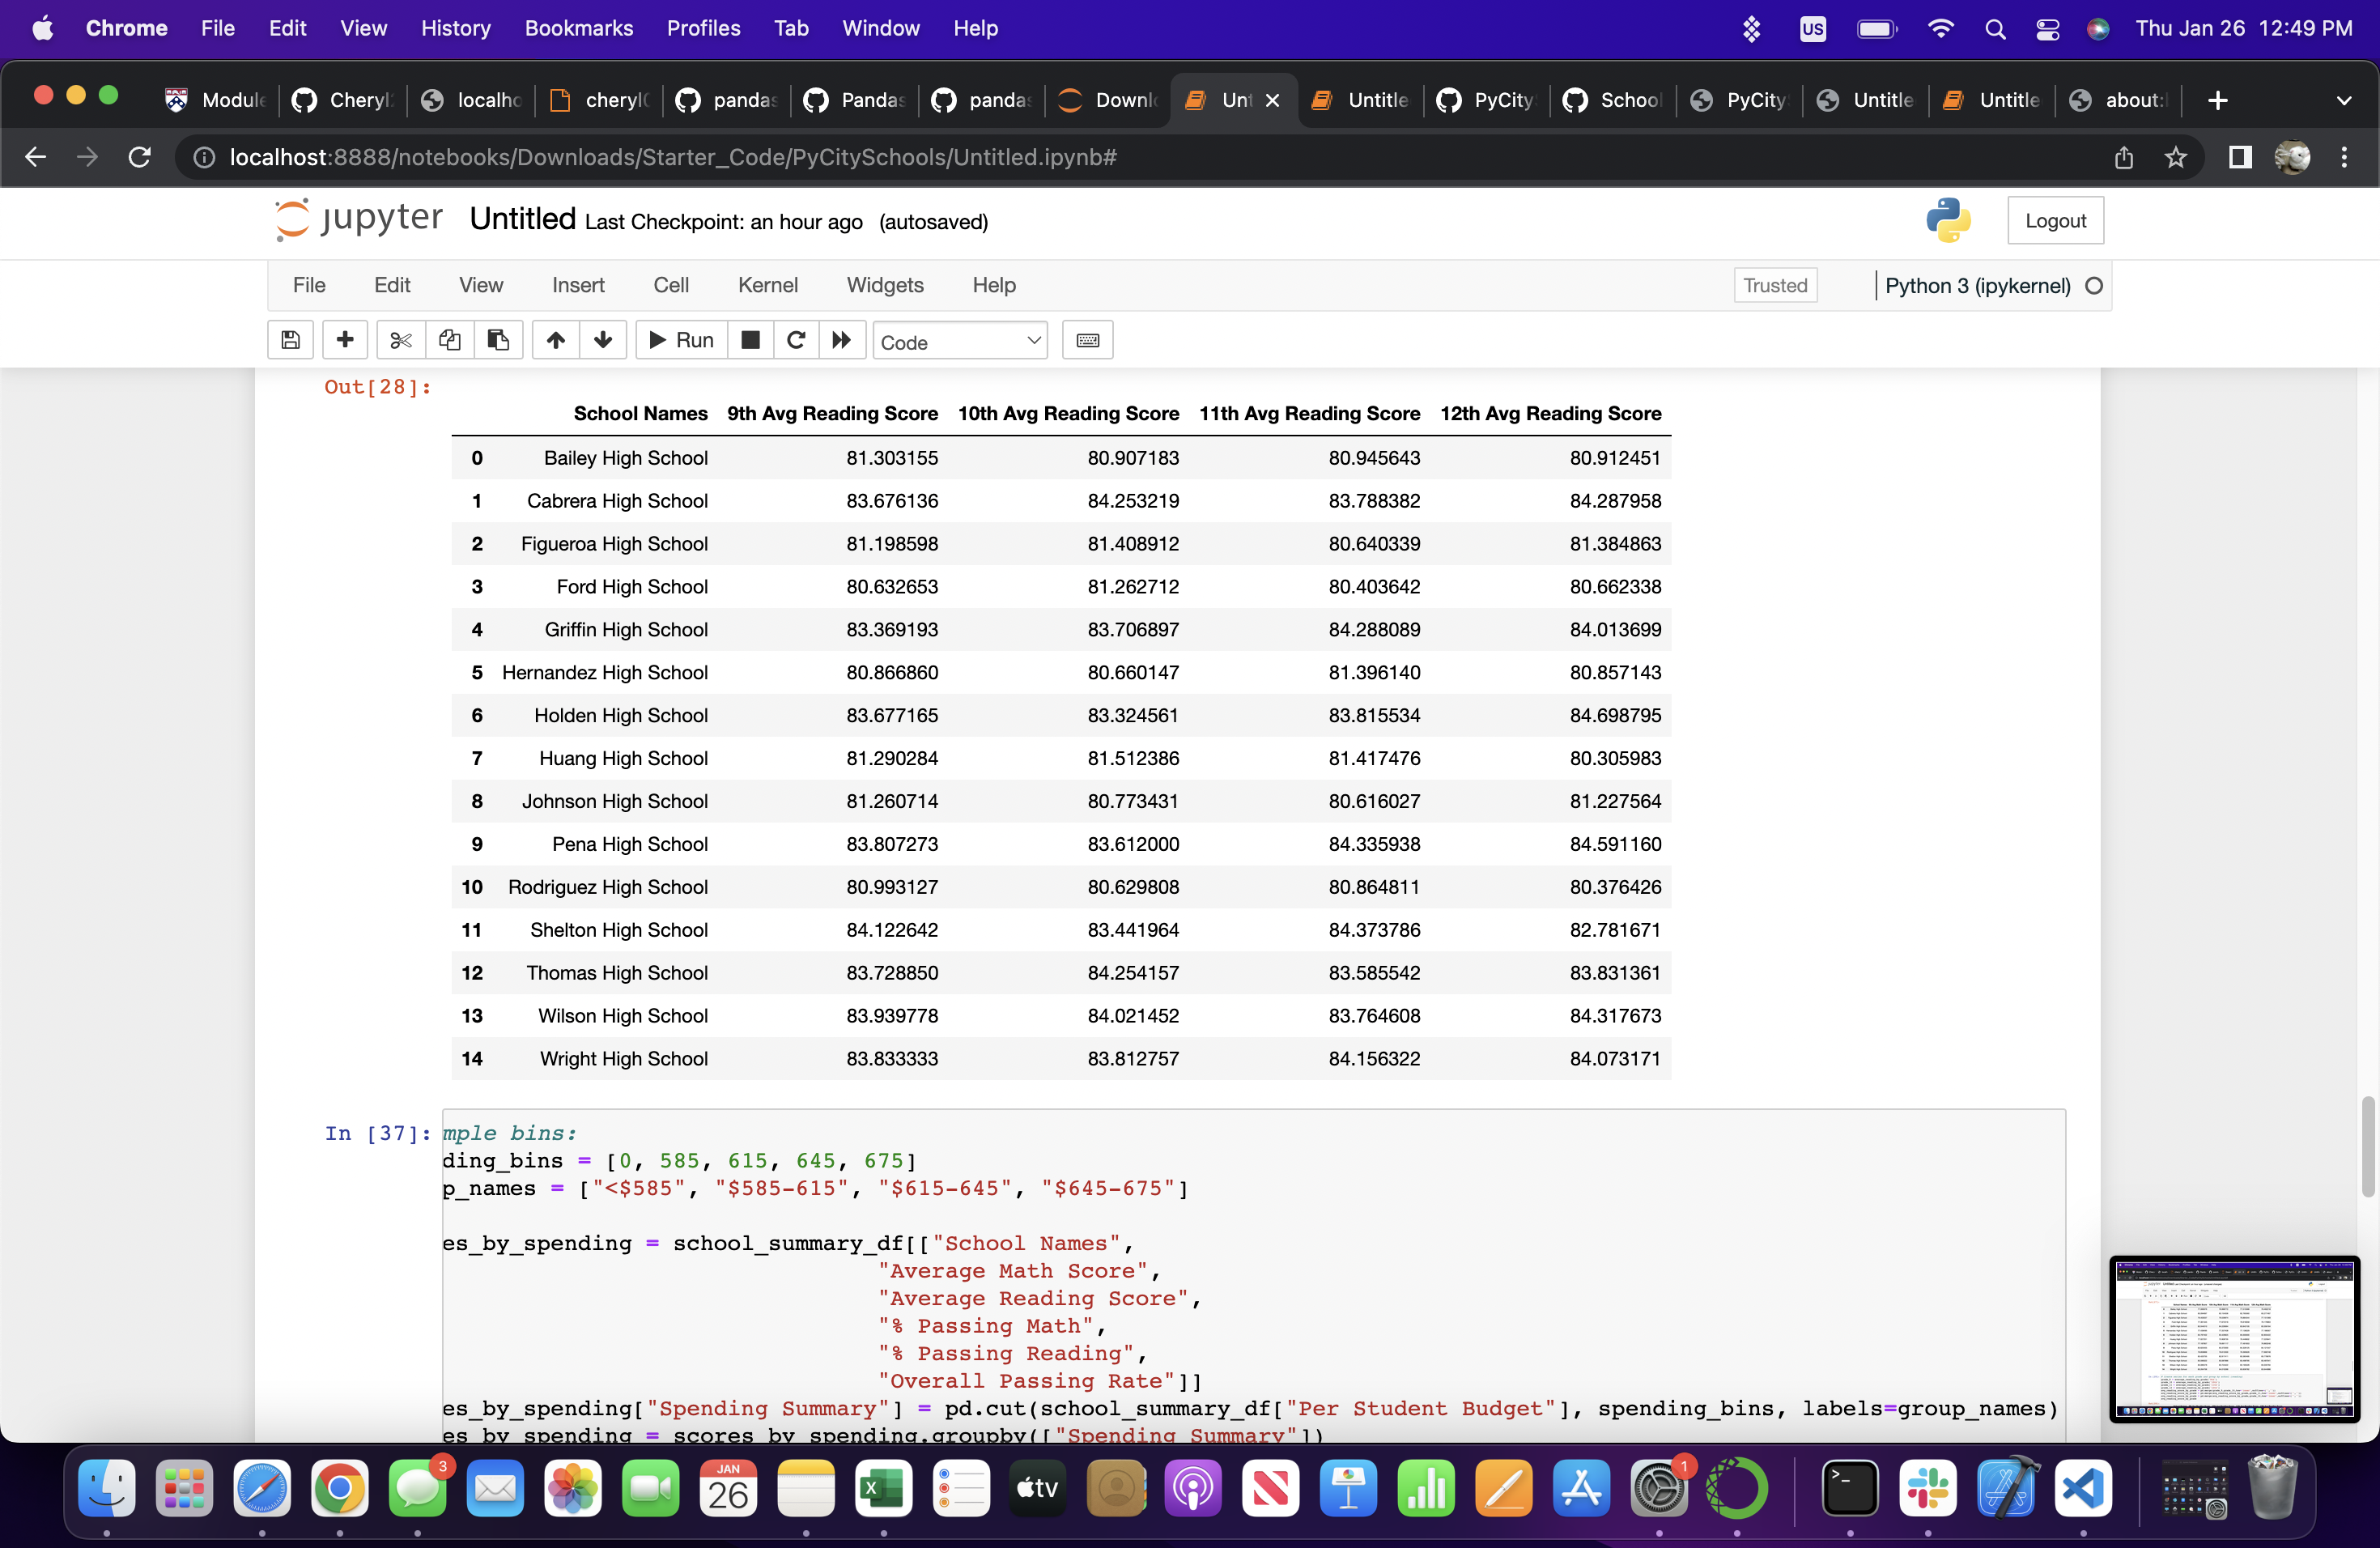 Chrome File Edit View History Bookmarks Profiles Tab Window Help US Thu Jan 26 12:49 PM
Module Cheryl localho cheryl pandas Pandas pandas Downl Unt Untitle PyCity School PyCity Untitle Untitle about:
localhost:8888/notebooks/Downloads/Starter_Code/PyCitySchools/Untitled.ipynb#
jupyter Untitled Last Checkpoint: an hour ago (autosaved) Logout
File Edit View Insert Cell Kernel Widgets Help Trusted Python 3 (ipykernel)
Run Code
Out[28]:
School Names 9th Avg Reading Score 10th Avg Reading Score 11th Avg Reading Score 12th Avg Reading Score
0 Bailey High School 81.303155 80.907183 80.945643 80.912451
1 Cabrera High School 83.676136 84.253219 83.788382 84.287958
2 Figueroa High School 81.198598 81.408912 80.640339 81.384863
3 Ford High School 80.632653 81.262712 80.403642 80.662338
4 Griffin High School 83.369193 83.706897 84.288089 84.013699
5 Hernandez High School 80.866860 80.660147 81.396140 80.857143
6 Holden High School 83.677165 83.324561 83.815534 84.698795
7 Huang High School 81.290284 81.512386 81.417476 80.305983
8 Johnson High School 81.260714 80.773431 80.616027 81.227564
9 Pena High School 83.807273 83.612000 84.335938 84.591160
10 Rodriguez High School 80.993127 80.629808 80.864811 80.376426
11 Shelton High School 84.122642 83.441964 84.373786 82.781671
12 Thomas High School 83.728850 84.254157 83.585542 83.831361
13 Wilson High School 83.939778 84.021452 83.764608 84.317673
14 Wright High School 83.833333 83.812757 84.156322 84.073171
In [37]: mple bins:
ding_bins = [0, 585, 615, 645, 675]
p_names = ["<$585", "$585-615", "$615-645", "$645-675"]
es_by_spending = school_summary_df[["School Names",
"Average Math Score",
"Average Reading Score",
"% Passing Math",
"% Passing Reading",
"Overall Passing Rate"]]
es_by_spending["Spending Summary"] = pd.cut(school_summary_df["Per Student Budget"], spending_bins, labels=group_names)
es_by_spending = scores_by_spending.groupby(["Spending Summary"])
3 JAN 26 tv 1